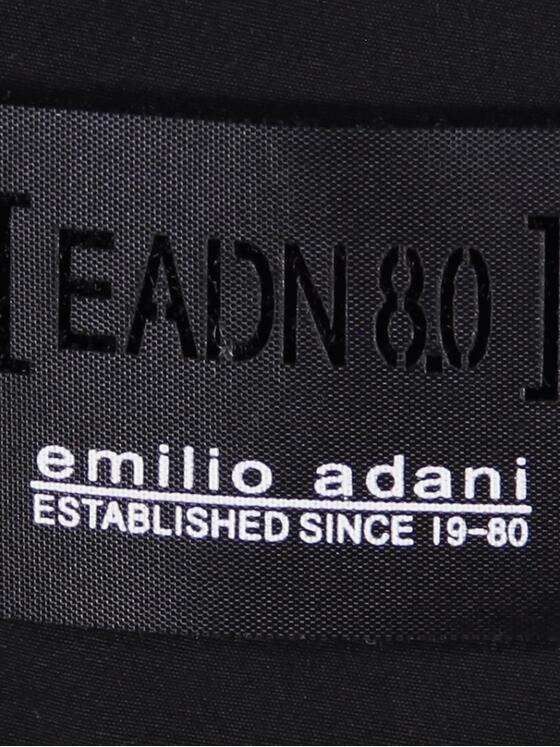 [EADN 8.0]
emilio adani
ESTABLISHED SINCE 19-80